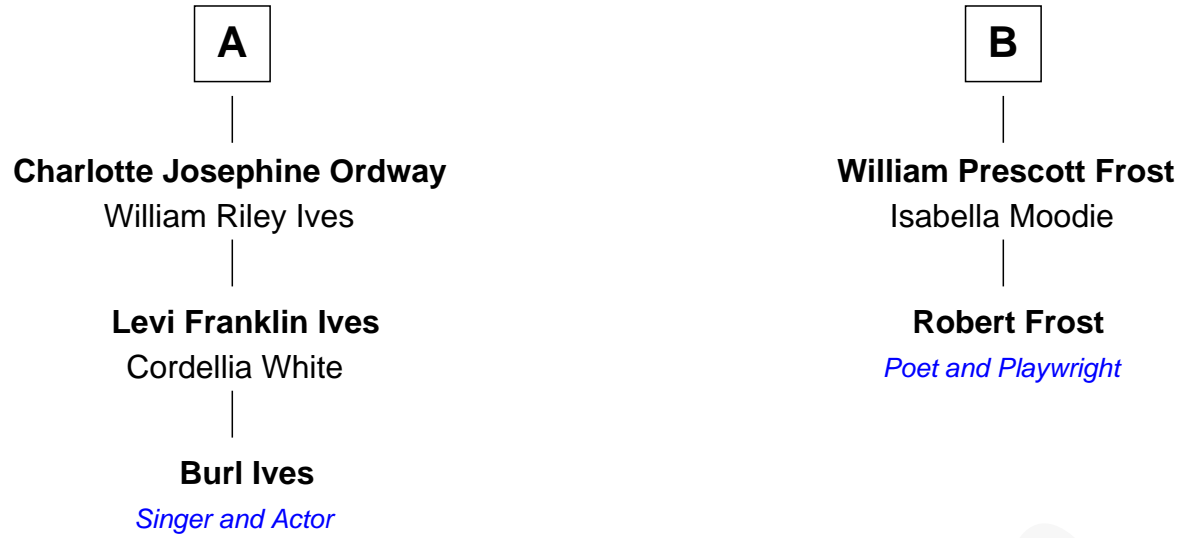 A
Charlotte Josephine Ordway
William Riley Ives
Levi Franklin Ives
Cordellia White
Burl Ives
Singer and Actor
B
William Prescott Frost
Isabella Moodie
Robert Frost
Poet and Playwright